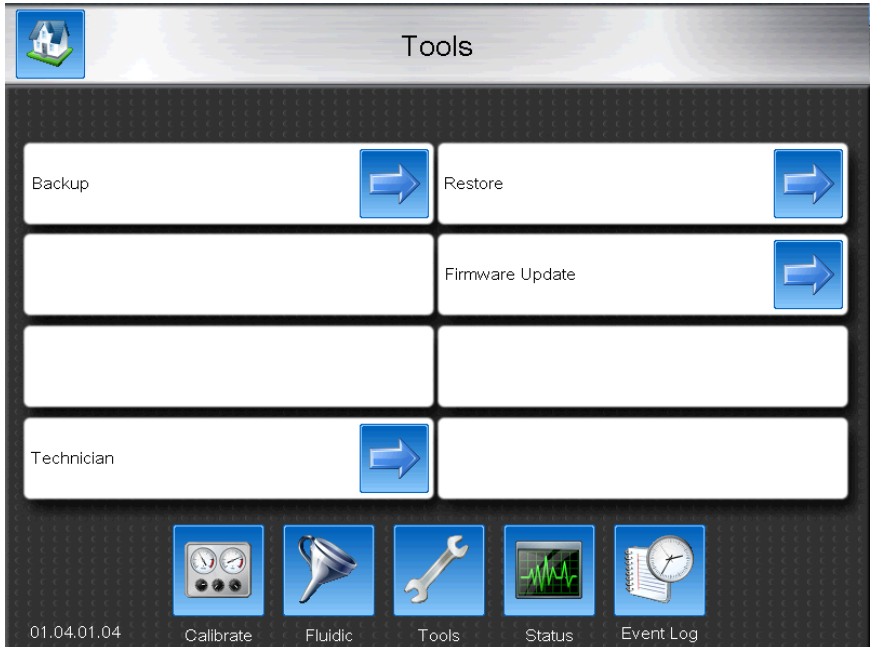 Tools
Backup
Restore
Firmware Update
Technician
01.04.01.04
Calibrate
Fluidic
Tools
Status
Event Log